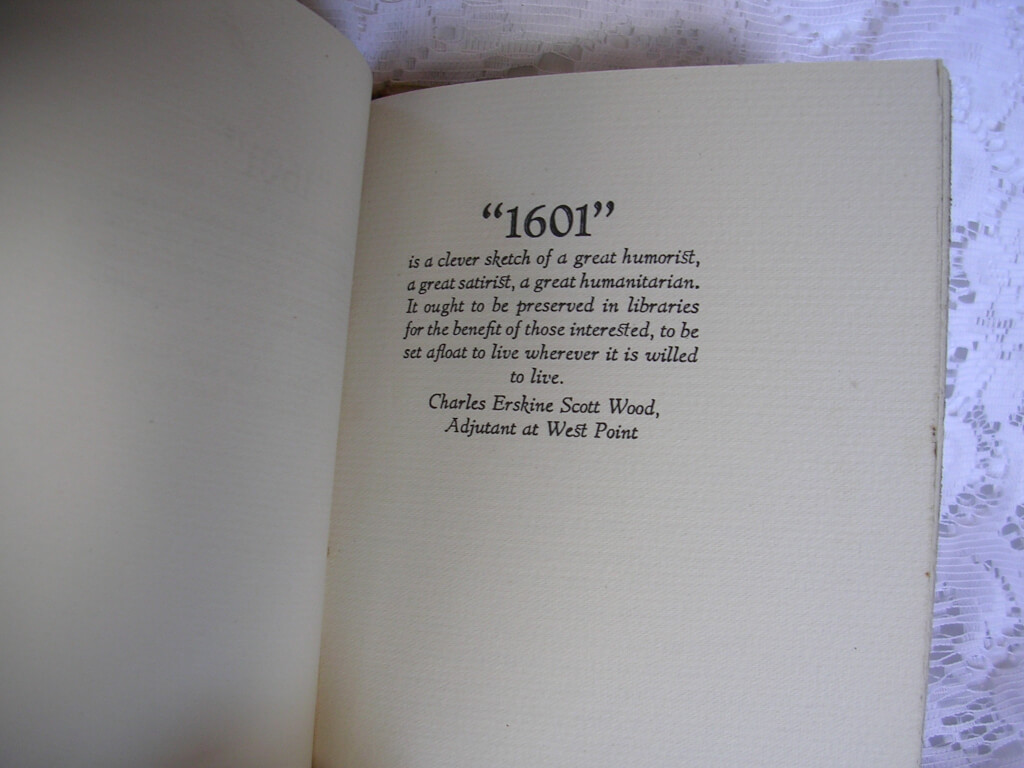 “1601”
is a clever sketch of a great humorist,
a great satirist, a great humanitarian.
It ought to be preserved in libraries
for the benefit of those interested, to be
set afloat to live wherever it is willed
to live.
Charles Erskine Scott Wood,
Adjutant at West Point